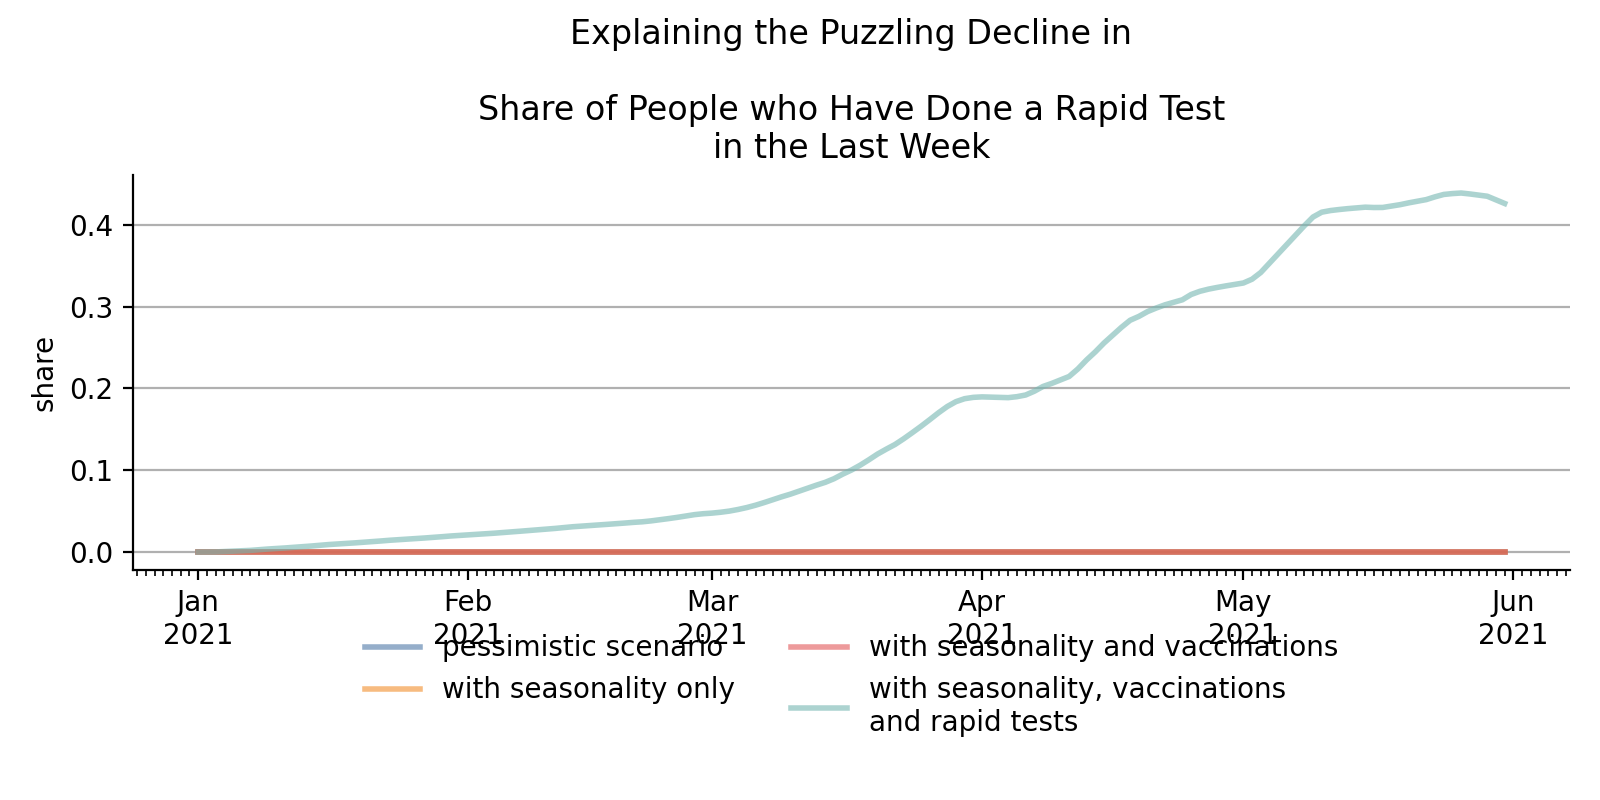 Explaining the Puzzling Decline in
Share of People who Have Done a Rapid Test
in the Last Week
share
0.4
0.3
0.2
0.1
0.0
Jan
2021
Feb
2021
Mar
2021
Apr
2021
May
2021
Jun
2021
pessimistic scenario
with seasonality only
with seasonality and vaccinations
with seasonality, vaccinations
and rapid tests